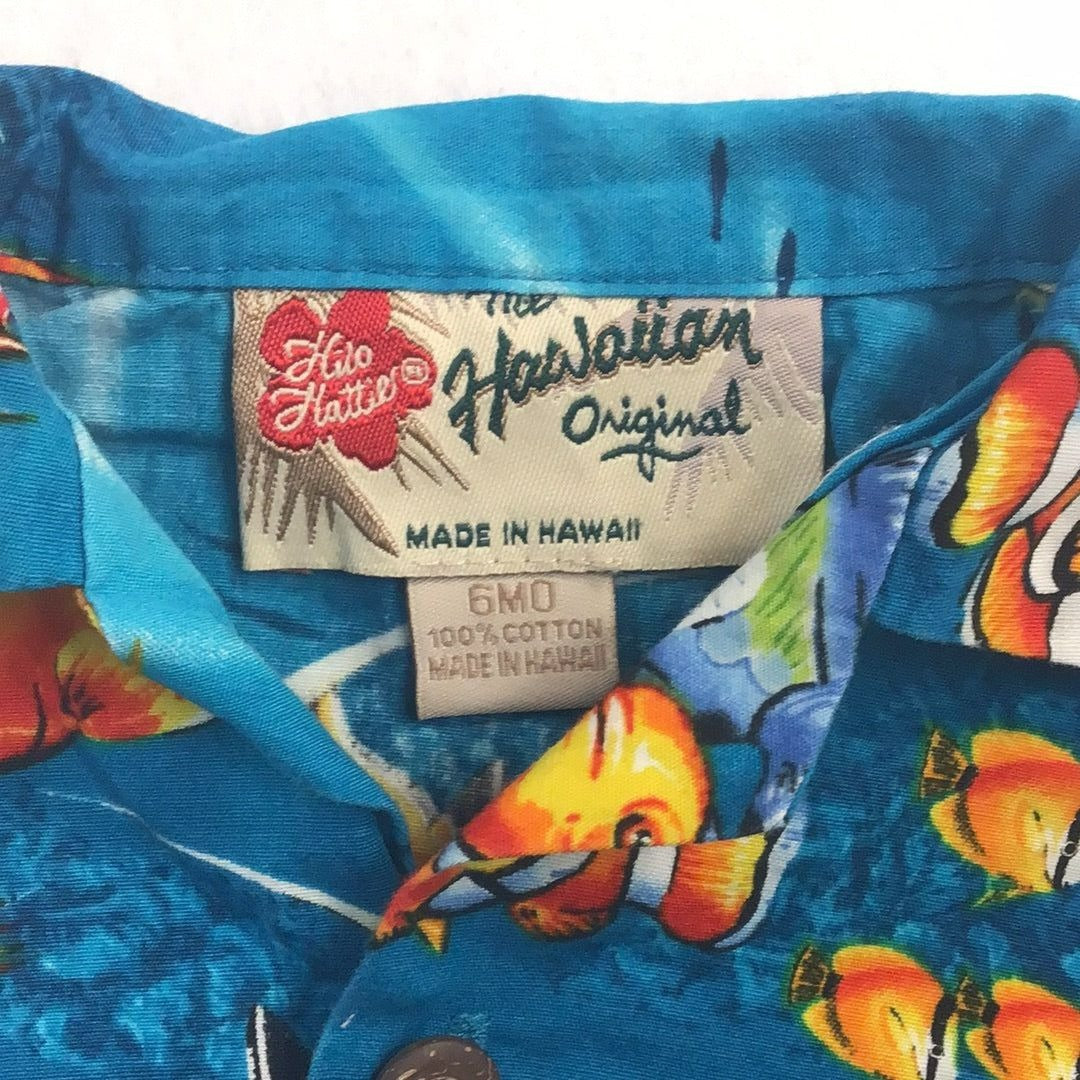 Hilo
Hattie
The
Hawaiian
Original
MADE IN HAWAII
6MO
100% COTTON
MADE IN HAWAII